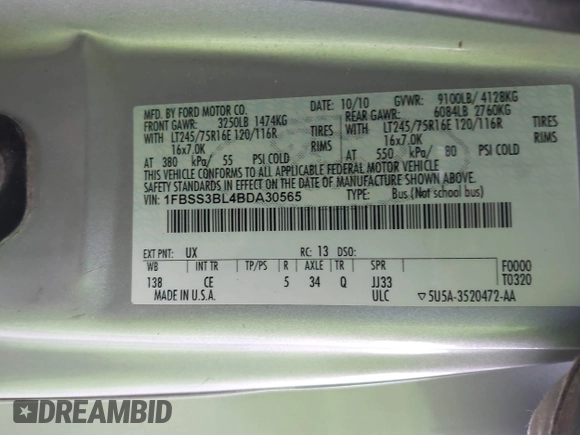 MFD. BY FORD MOTOR CO.
DATE: 10/10 GVWR: 9100LB/ 4128KG
FRONT GAWR: 3250LB 1474KG
REAR GAWR: 6084LB 2760KG
WITH LT245/75R16E 120/116R TIRES
WITH LT245/75R16E 120/116R TIRES
16x7.0K RIMS
16x7.0K RIMS
AT 380 kPa/ 55 PSI COLD
AT 550 kPa/ 80 PSI COLD
THIS VEHICLE CONFORMS TO ALL APPLICABLE FEDERAL MOTOR VEHICLE
SAFETY STANDARDS IN EFFECT ON THE DATE OF MANUFACTURE SHOWN ABOVE.
VIN: 1FBSS3BL4BDA30565 TYPE: Bus (Not school Bus)
EXT PNT: UX RC: 13 DSO:
WB INT TR TP/PS R AXLE TR SPR F0000
138 CE 5 34 Q JJ33 T0320
MADE IN U.S.A. ULC ▽5U5A-3520472-AA
DREAMBID